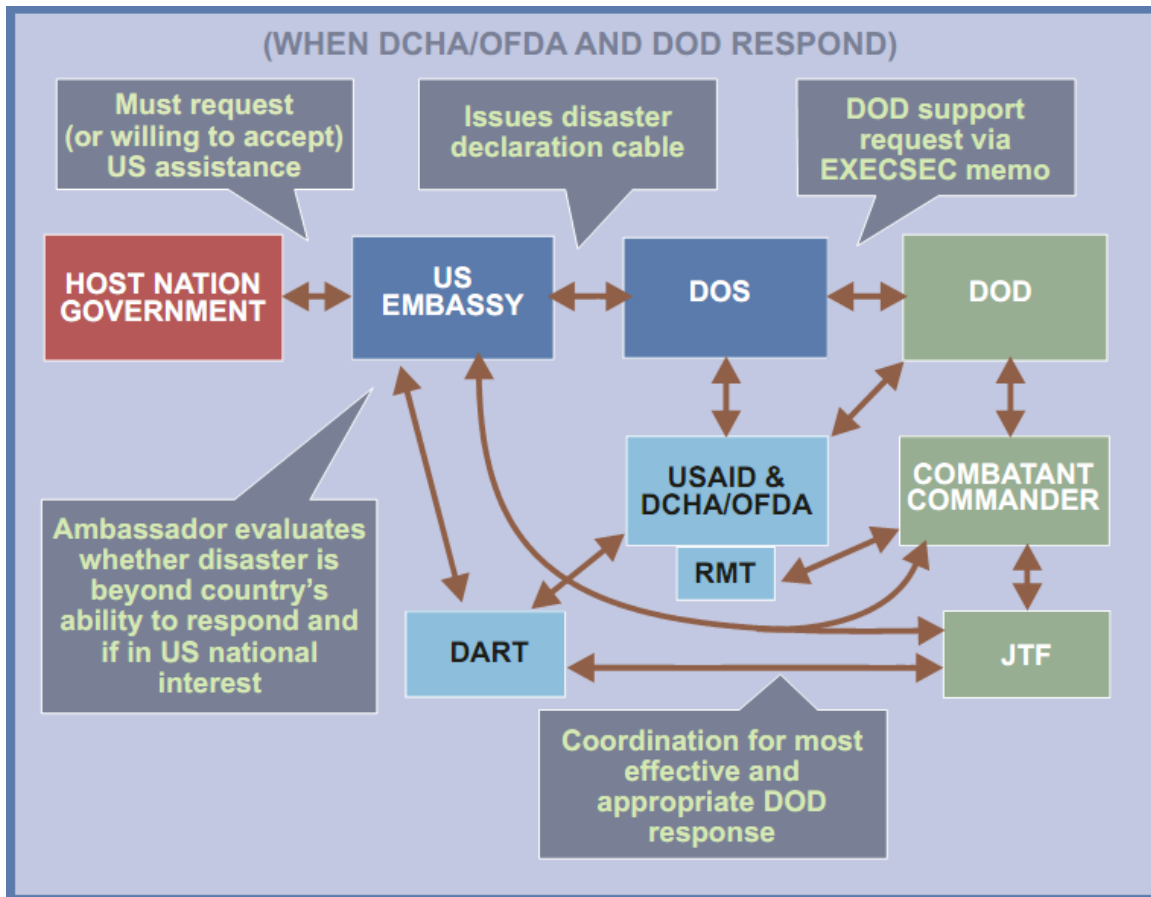 (WHEN DCHA/OFDA AND DOD RESPOND)
Must request
(or willing to accept)
US assistance
Issues disaster
declaration cable
DOD support
request via
EXECSEC memo
HOST NATION
GOVERNMENT
US
EMBASSY
DOS
DOD
USAID &
DCHA/OFDA
COMBATANT
COMMANDER
RMT
Ambassador evaluates
whether disaster is
beyond country’s
ability to respond and
if in US national
interest
DART
JTF
Coordination for most
effective and
appropriate DOD
response